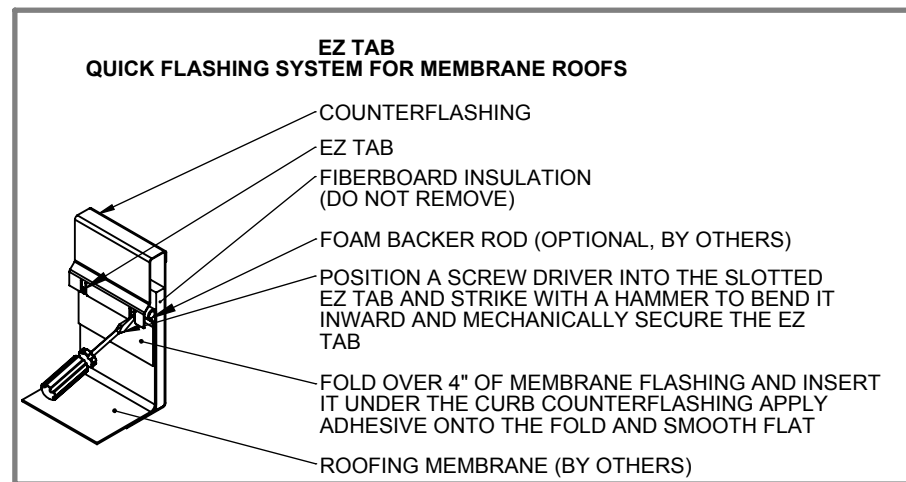 EZ TAB
QUICK FLASHING SYSTEM FOR MEMBRANE ROOFS
COUNTERFLASHING
EZ TAB
FIBERBOARD INSULATION
(DO NOT REMOVE)
FOAM BACKER ROD (OPTIONAL, BY OTHERS)
POSITION A SCREW DRIVER INTO THE SLOTTED
EZ TAB AND STRIKE WITH A HAMMER TO BEND IT
INWARD AND MECHANICALLY SECURE THE EZ
TAB
FOLD OVER 4" OF MEMBRANE FLASHING AND INSERT
IT UNDER THE CURB COUNTERFLASHING APPLY
ADHESIVE ONTO THE FOLD AND SMOOTH FLAT
ROOFING MEMBRANE (BY OTHERS)